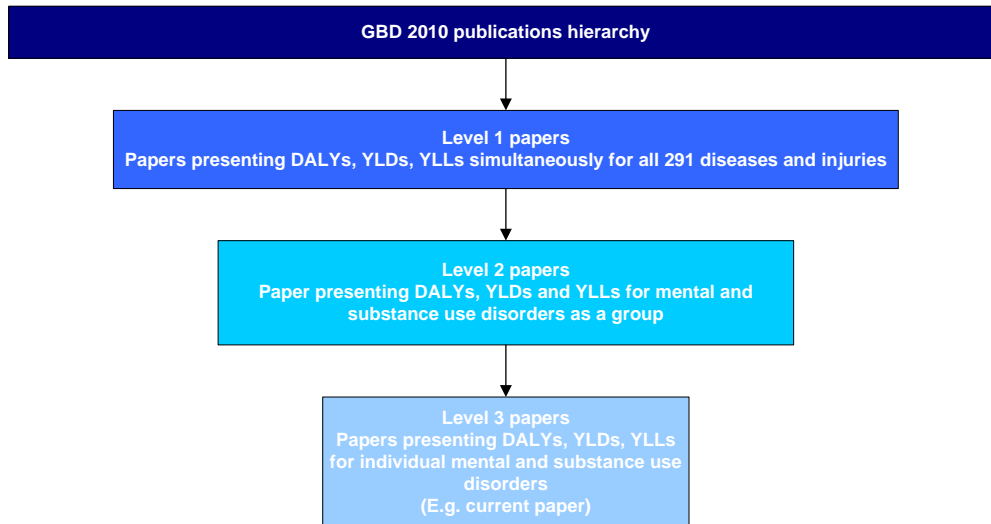 GBD 2010 publications hierarchy
Level 1 papers
Papers presenting DALYs, YLDs, YLLs simultaneously for all 291 diseases and injuries
Level 2 papers
Paper presenting DALYs, YLDs and YLLs for mental and
substance use disorders as a group
Level 3 papers
Papers presenting DALYs, YLDs, YLLs
for individual mental and substance use
disorders
(E.g. current paper)